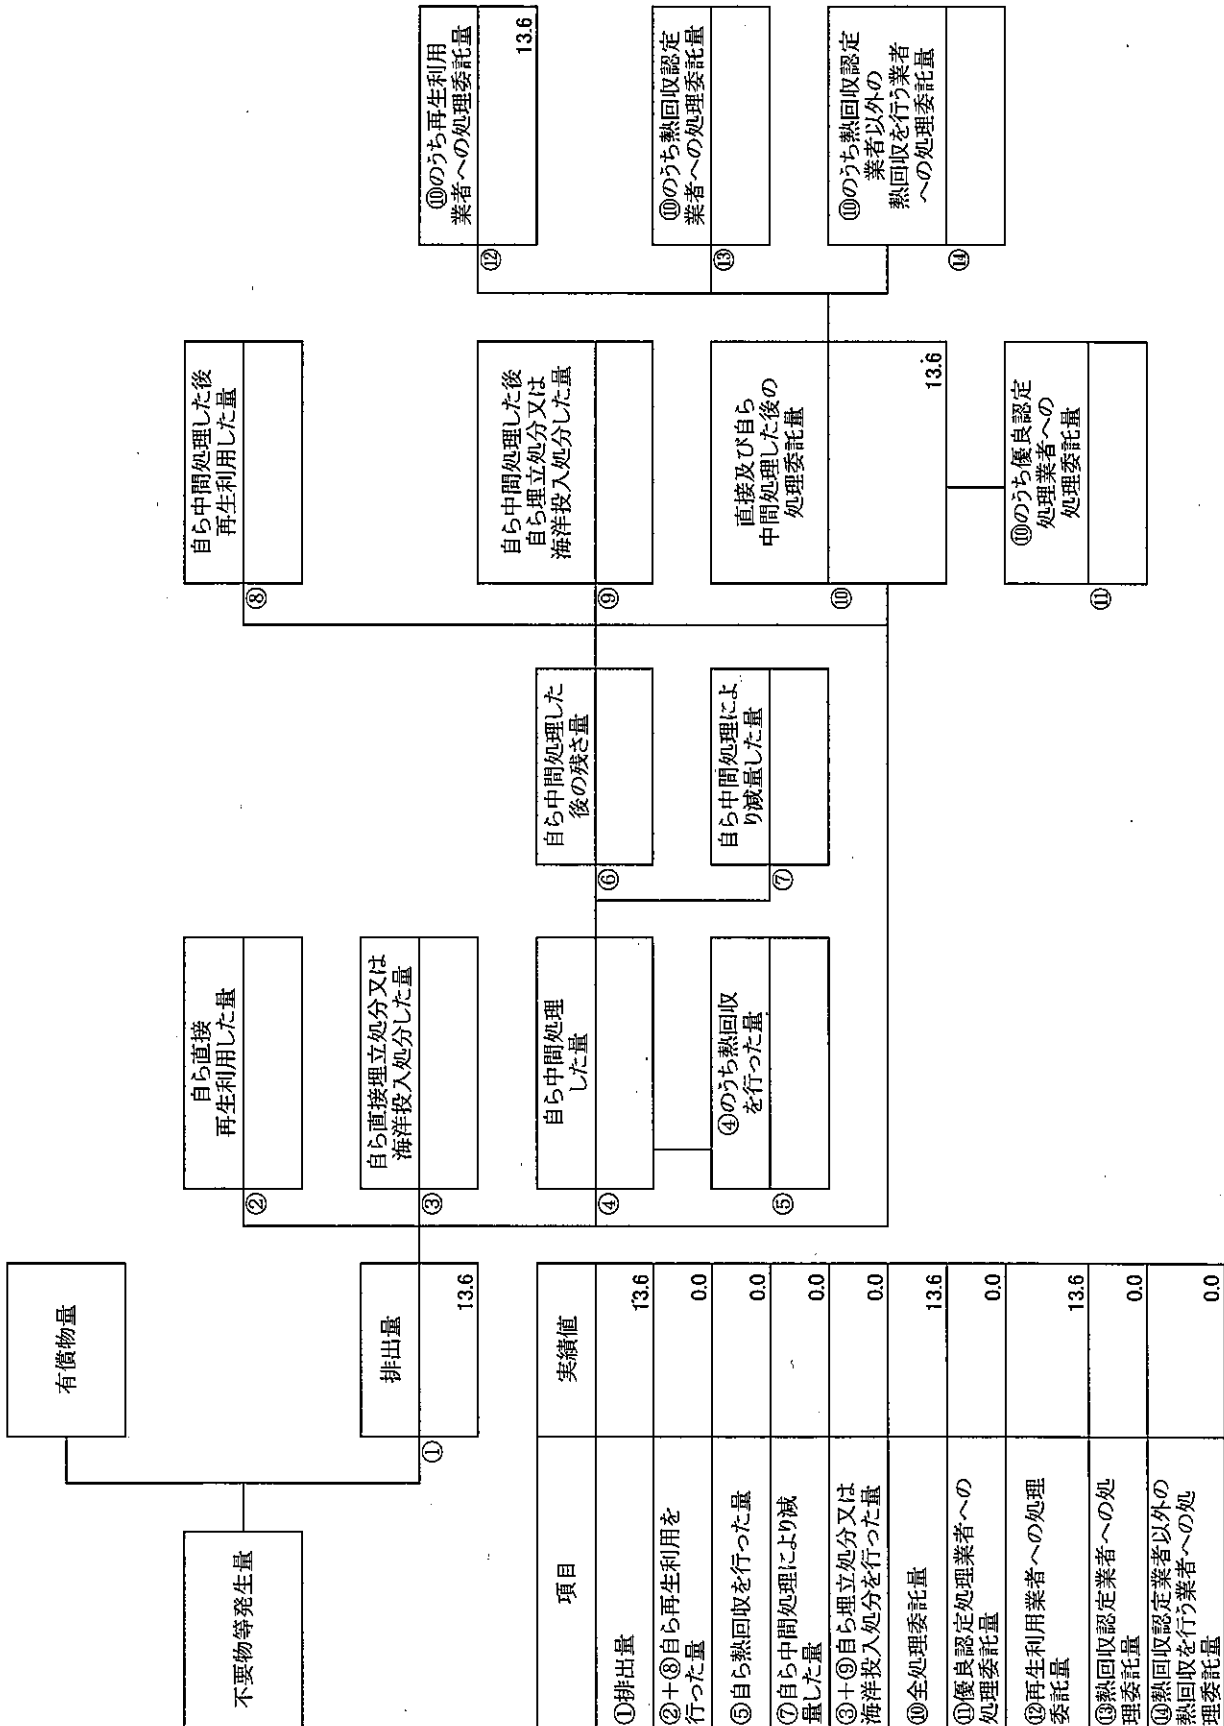 不要物等発生量
有償物量
排出量
①
13.6
自ら直接
再生利用した量
②
自ら直接埋立処分又は
海洋投入処分した量
③
自ら中間処理
した量
④
④のうち熱回収
を行った量
⑤
自ら中間処理した
後の残さ量
⑥
自ら中間処理によ
り減量した量
⑦
自ら中間処理した後
再生利用した量
⑧
自ら中間処理した後
自ら埋立処分又は
海洋投入処分した量
⑨
直接及び自ら
中間処理した後の
処理委託量
⑩
13.6
⑩のうち優良認定
処理業者への
処理委託量
⑪
⑩のうち再生利用
業者への処理委託量
⑫
13.6
⑩のうち熱回収認定
業者への処理委託量
⑬
⑩のうち熱回収認定
業者以外の
熱回収を行う業者
への処理委託量
⑭
項目
実績値
①排出量
13.6
②+⑧自ら再生利用を
行った量
0.0
⑤自ら熱回収を行った量
0.0
⑦自ら中間処理により減
量した量
0.0
③+⑨自ら埋立処分又は
海洋投入処分を行った量
0.0
⑩全処理委託量
13.6
⑪優良認定処理業者への
処理委託量
0.0
⑫再生利用業者への処理
委託量
13.6
⑬熱回収認定業者への処
理委託量
0.0
⑭熱回収認定業者以外の
熱回収を行う業者への処
理委託量
0.0